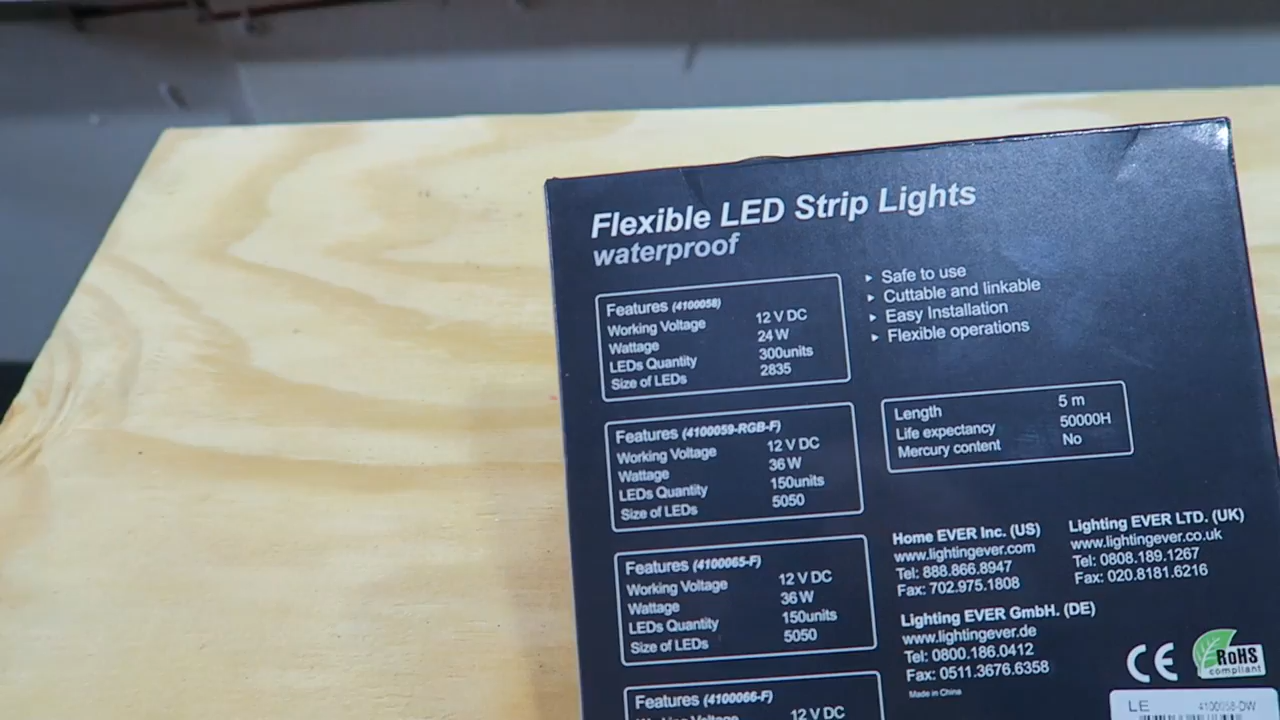 Flexible LED Strip Lights
waterproof
Features (4100058)
Working Voltage 12 V DC
Wattage 24 W
LEDs Quantity 300units
Size of LEDs 2835
Features (4100059-RGB-F)
Working Voltage 12 V DC
Wattage 36 W
LEDs Quantity 150units
Size of LEDs 5050
Features (4100065-F)
Working Voltage 12 V DC
Wattage 36 W
LEDs Quantity 150units
Size of LEDs 5050
Features (4100066-F)
Working Voltage 12 V DC
▸ Safe to use
▸ Cuttable and linkable
▸ Easy Installation
▸ Flexible operations
Length 5 m
Life expectancy 50000H
Mercury content No
Home EVER Inc. (US)
www.lightingever.com
Tel: 888.866.8947
Fax: 702.975.1808
Lighting EVER LTD. (UK)
www.lightingever.co.uk
Tel: 0808.189.1267
Fax: 020.8181.6216
Lighting EVER GmbH. (DE)
www.lightingever.de
Tel: 0800.186.0412
Fax: 0511.3676.6358
Made in China
CE
RoHS
compliant
LE 4100058-DW